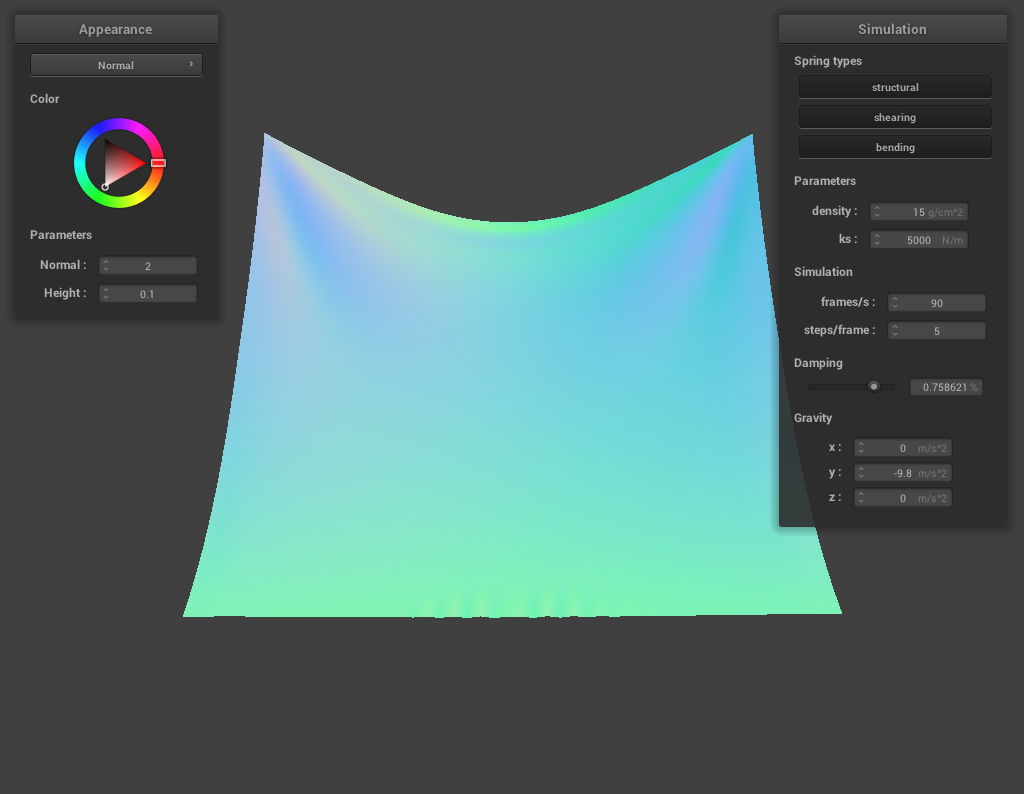 Appearance
Normal ›
Color
Parameters
Normal : 2
Height : 0.1
Simulation
Spring types
structural
shearing
bending
Parameters
density : 15 g/cm^2
ks : 5000 N/m
Simulation
frames/s : 90
steps/frame : 5
Damping
0.758621 %
Gravity
x : 0 m/s^2
y : -9.8 m/s^2
z : 0 m/s^2